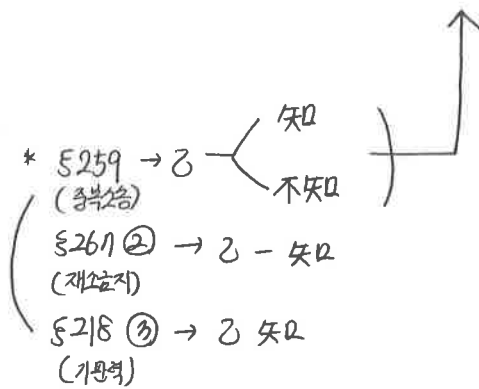 知
* §259 → 乙
(중복소송)
不知
§267 ② → 乙 - 知
(재소금지)
§218 ③ → 乙 知
(기판력)